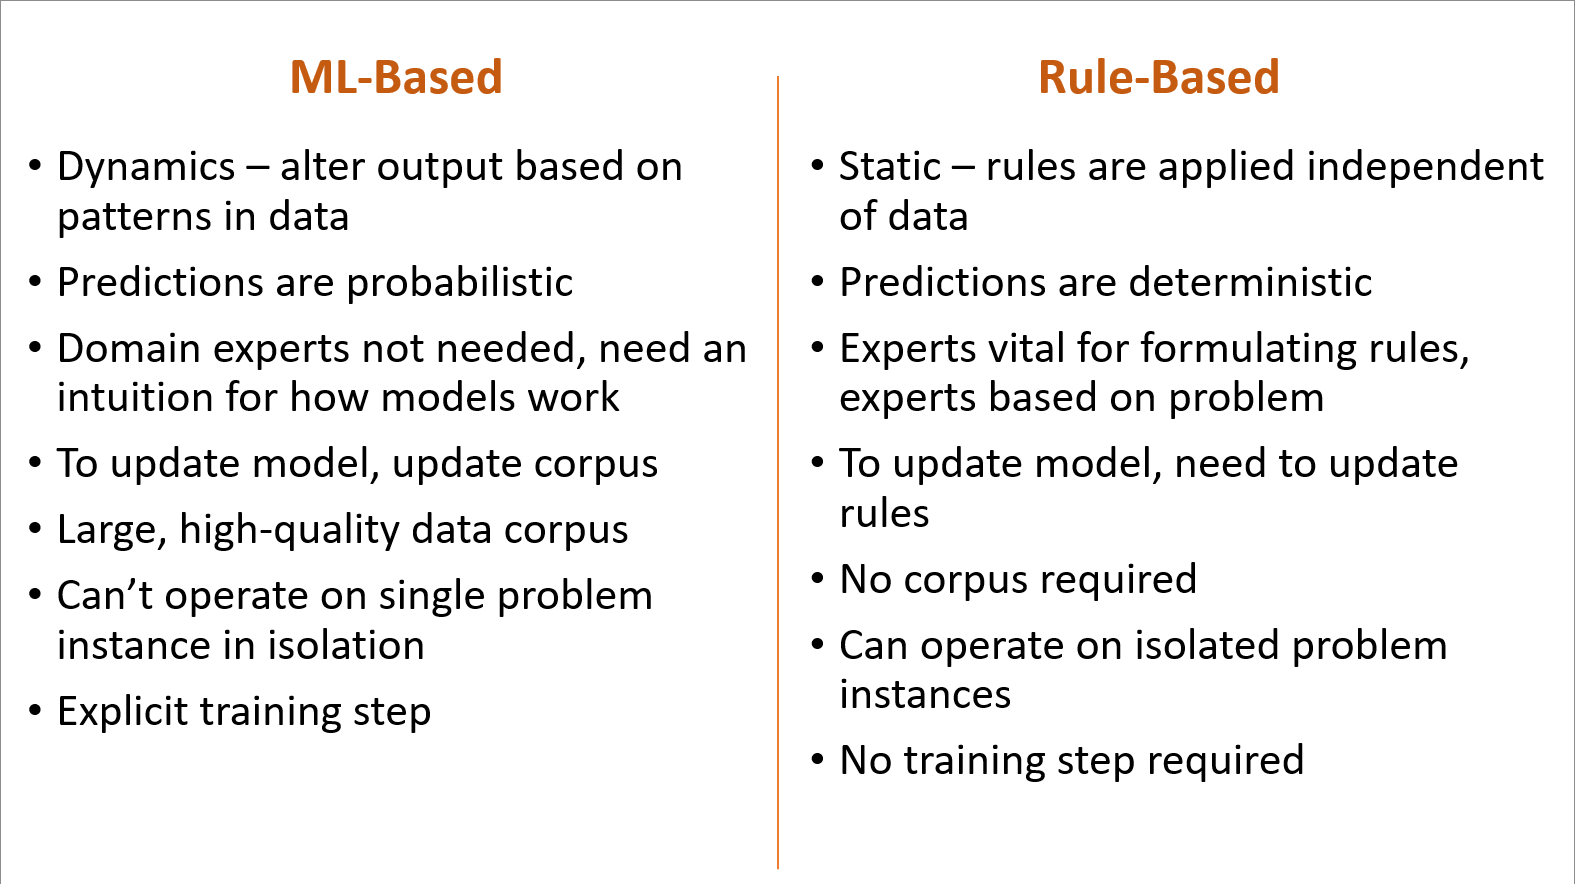 ML-Based
• Dynamics – alter output based on
patterns in data
• Predictions are probabilistic
• Domain experts not needed, need an
intuition for how models work
• To update model, update corpus
• Large, high-quality data corpus
• Can’t operate on single problem
instance in isolation
• Explicit training step
Rule-Based
• Static – rules are applied independent
of data
• Predictions are deterministic
• Experts vital for formulating rules,
experts based on problem
• To update model, need to update
rules
• No corpus required
• Can operate on isolated problem
instances
• No training step required